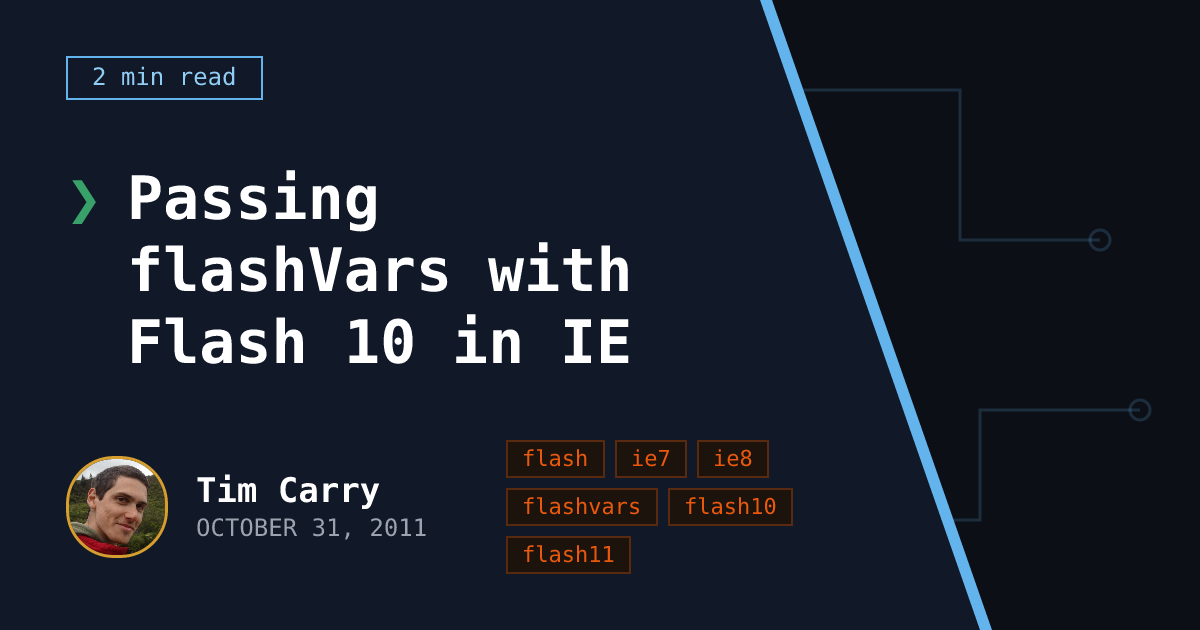 2 min read
❯ Passing
flashVars with
Flash 10 in IE
Tim Carry
OCTOBER 31, 2011
flash ie7 ie8
flashvars flash10
flash11